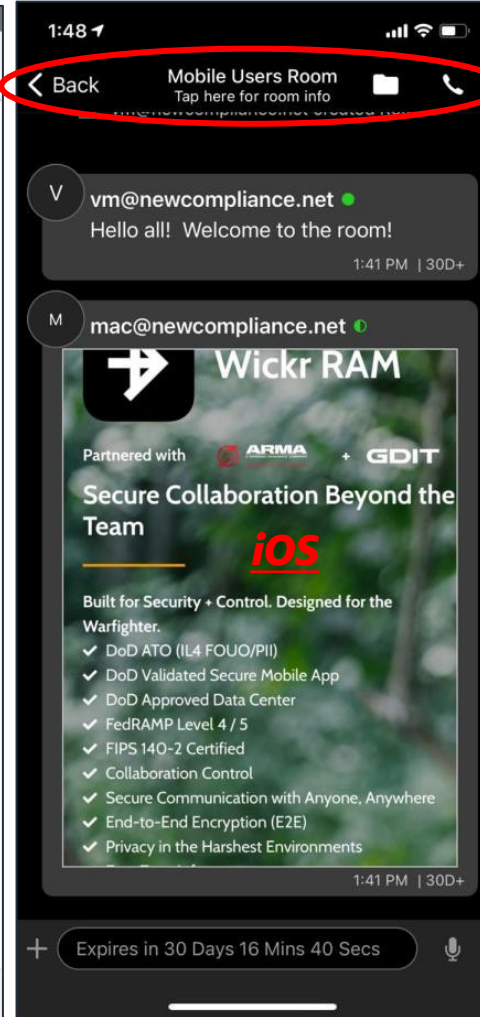 1:48
Back
Mobile Users Room
Tap here for room info
vm@newcompliance.net created
V
vm@newcompliance.net
Hello all! Welcome to the room!
1:41 PM | 30D+
M
mac@newcompliance.net
Wickr RAM
Partnered with
ARMA
+ GDIT
Secure Collaboration Beyond the
Team
iOS
Built for Security + Control. Designed for the
Warfighter.
✓ DoD ATO (IL4 FOUO/PII)
✓ DoD Validated Secure Mobile App
✓ DoD Approved Data Center
✓ FedRAMP Level 4 / 5
✓ FIPS 140-2 Certified
✓ Collaboration Control
✓ Secure Communication with Anyone, Anywhere
✓ End-to-End Encryption (E2E)
✓ Privacy in the Harshest Environments
1:41 PM | 30D+
+ Expires in 30 Days 16 Mins 40 Secs